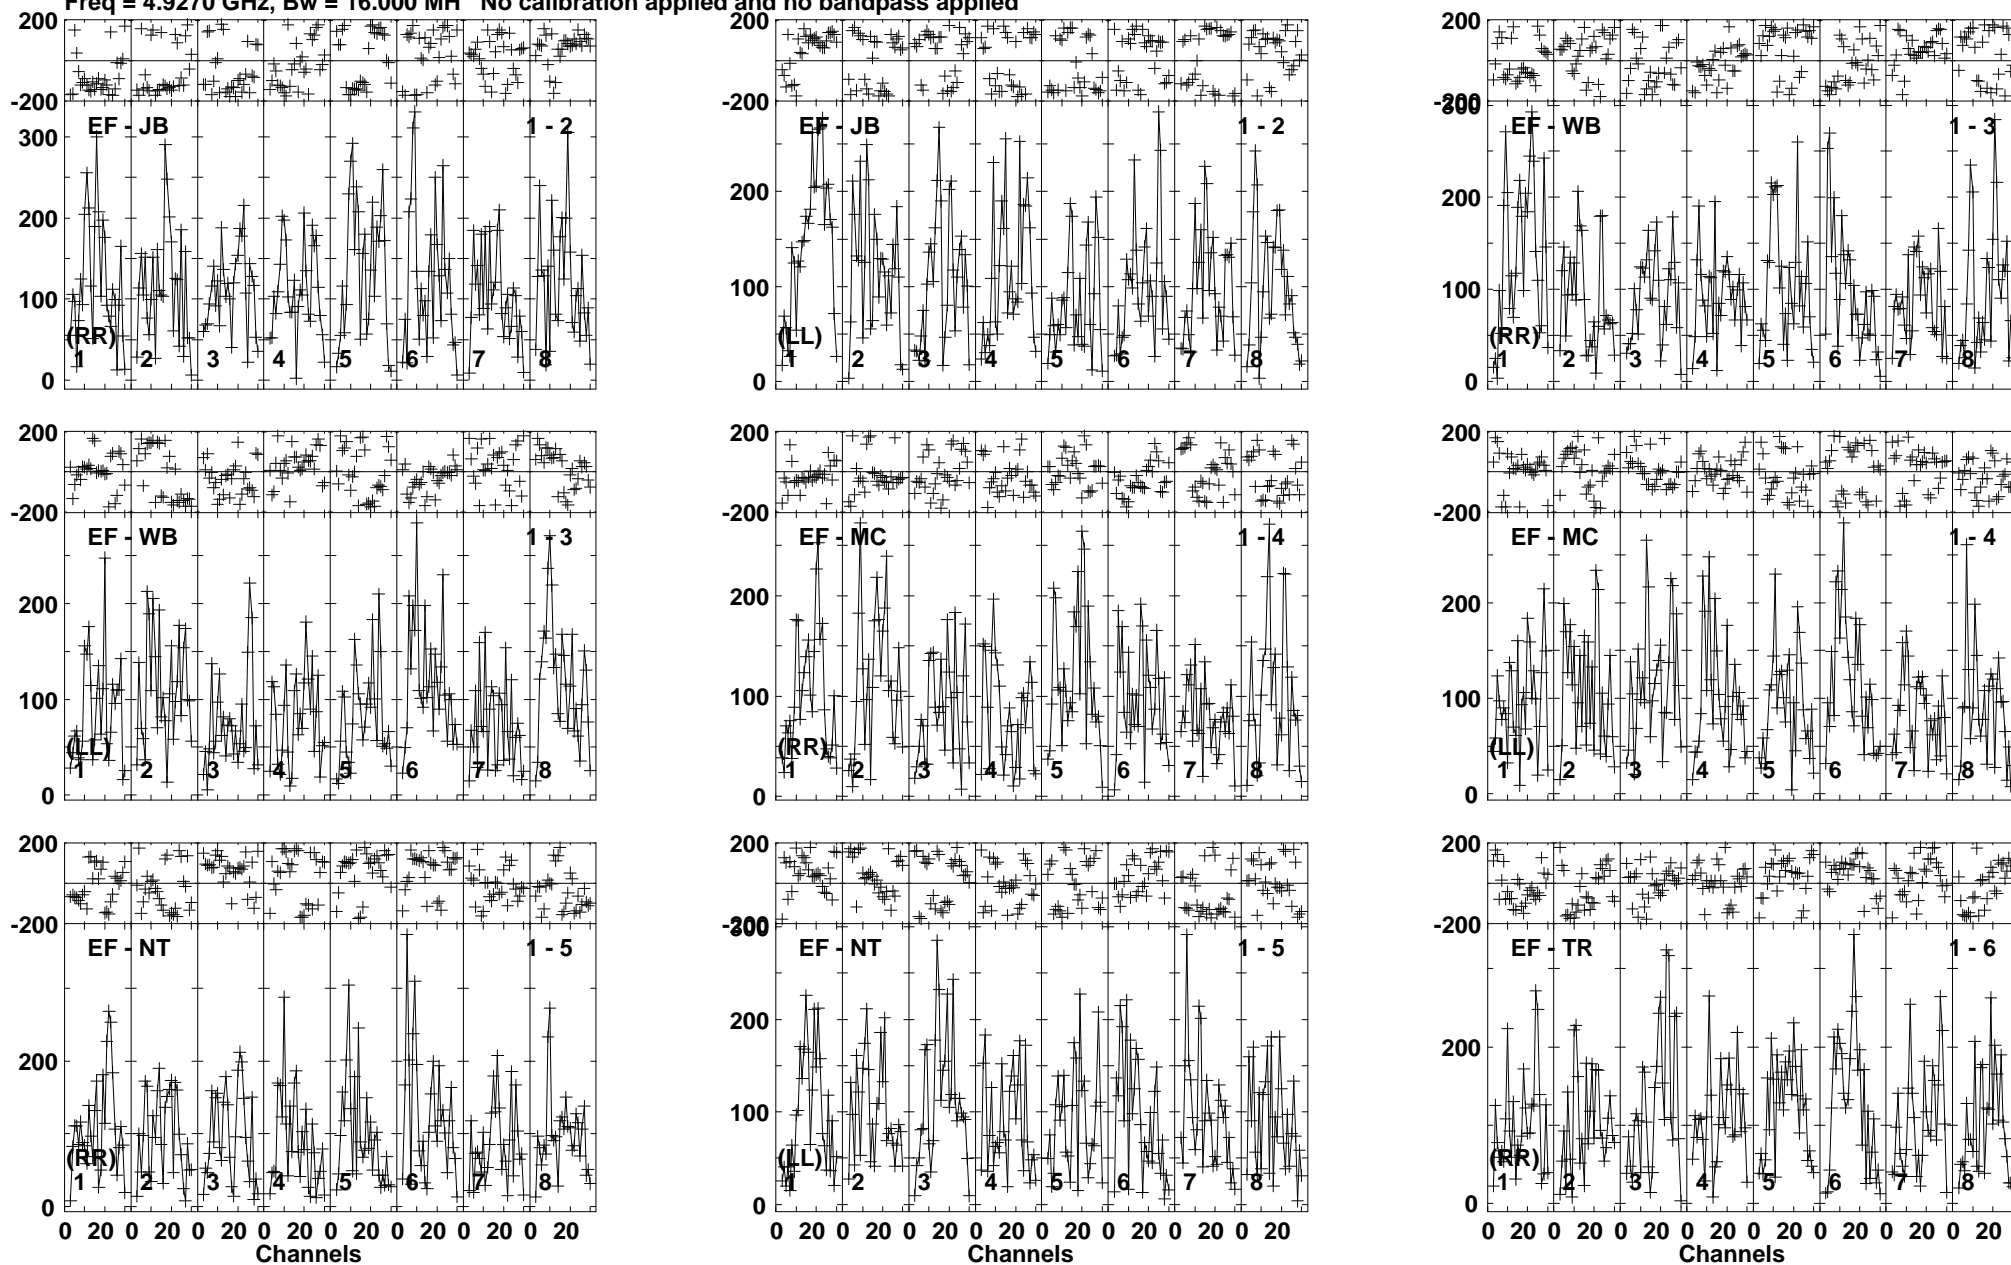 Freq = 4.9270 GHz, Bw = 16.000 MH No calibration applied and no bandpass applied
200 200 200
-200 -200 -200
300 EF - JB 1 - 2 EF - JB 1 - 2 300 EF - WB 1 - 3
200 200 200
100 100 100
(RR) (LL) (RR)
1 2 3 4 5 6 7 8 1 2 3 4 5 6 7 8 1 2 3 4 5 6 7 8
0 0 0
200 200 200
-200 -200 -200
EF - WB 1 - 3 EF - MC 1 - 4 EF - MC 1 - 4
200 200 200
100 100 100
(LL) (RR) (LL)
1 2 3 4 5 6 7 8 1 2 3 4 5 6 7 8 1 2 3 4 5 6 7 8
0 0 0
200 200 200
-200 -200 -200
EF - NT 1 - 5 300 EF - NT 1 - 5 EF - TR 1 - 6
200 200 200
100
(RR) (LL) (RR)
1 2 3 4 5 6 7 8 1 2 3 4 5 6 7 8 1 2 3 4 5 6 7 8
0 0 0
0 20 0 20 0 20 0 20 0 20 0 20 0 20 0 20 0 20 0 20 0 20 0 20 0 20 0 20 0 20 0 20 0 20 0 20 0 20 0 20 0 20 0 20 0 20 0 20
Channels Channels Channels